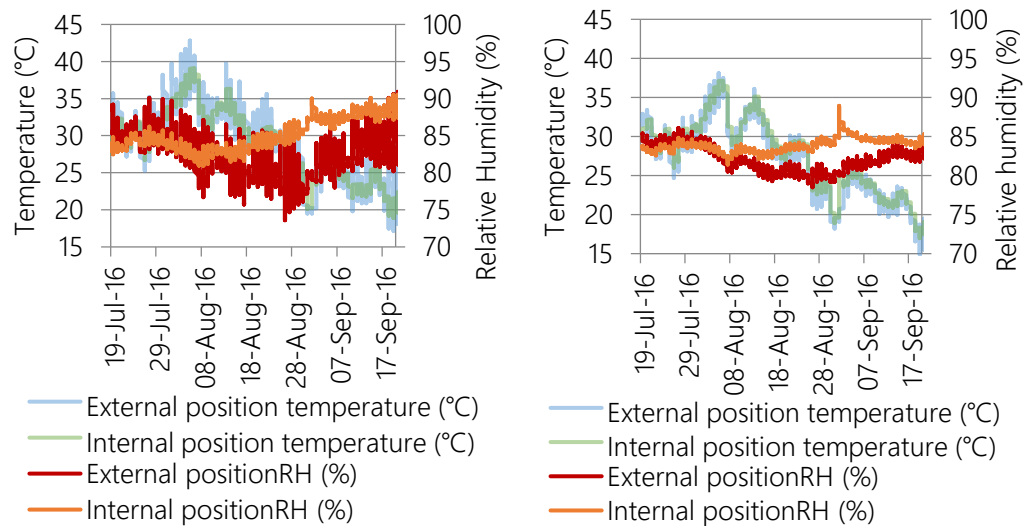 45
40
35
30
25
20
15
Temperature (°C)
100
95
90
85
80
75
70
Relative Humidity (%)
19-Jul-16
29-Jul-16
08-Aug-16
18-Aug-16
28-Aug-16
07-Sep-16
17-Sep-16
External position temperature (°C)
Internal position temperature (°C)
External positionRH (%)
Internal positionRH (%)
45
40
35
30
25
20
15
Temperature (°C)
100
95
90
85
80
75
70
Relative humidity (%)
19-Jul-16
29-Jul-16
08-Aug-16
18-Aug-16
28-Aug-16
07-Sep-16
17-Sep-16
External position temperature (°C)
Internal position temperature (°C)
External positionRH (%)
Internal positionRH (%)